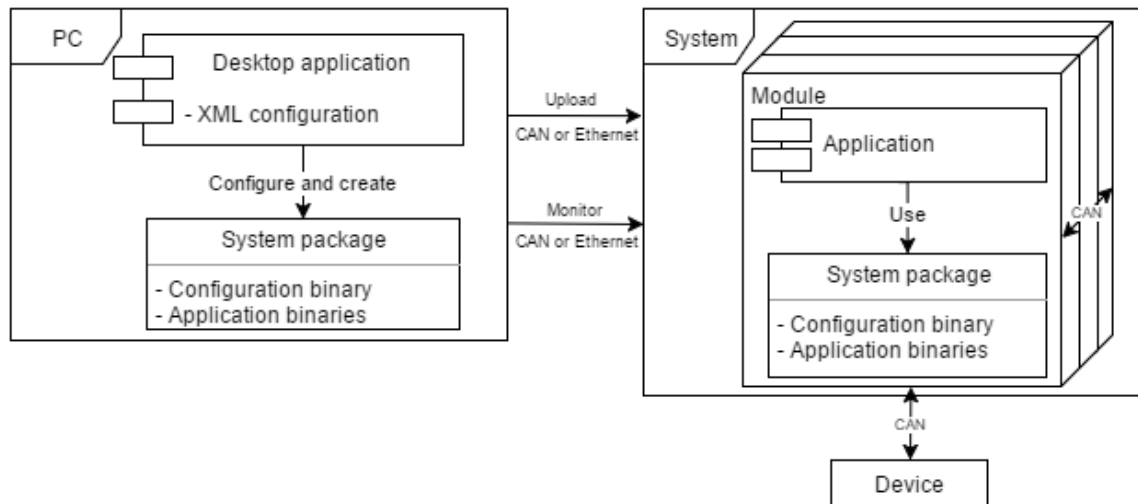 PC
Desktop application
- XML configuration
Configure and create
System package
- Configuration binary
- Application binaries
Upload
CAN or Ethernet
Monitor
CAN or Ethernet
System
Module
Application
Use
System package
- Configuration binary
- Application binaries
CAN
CAN
Device